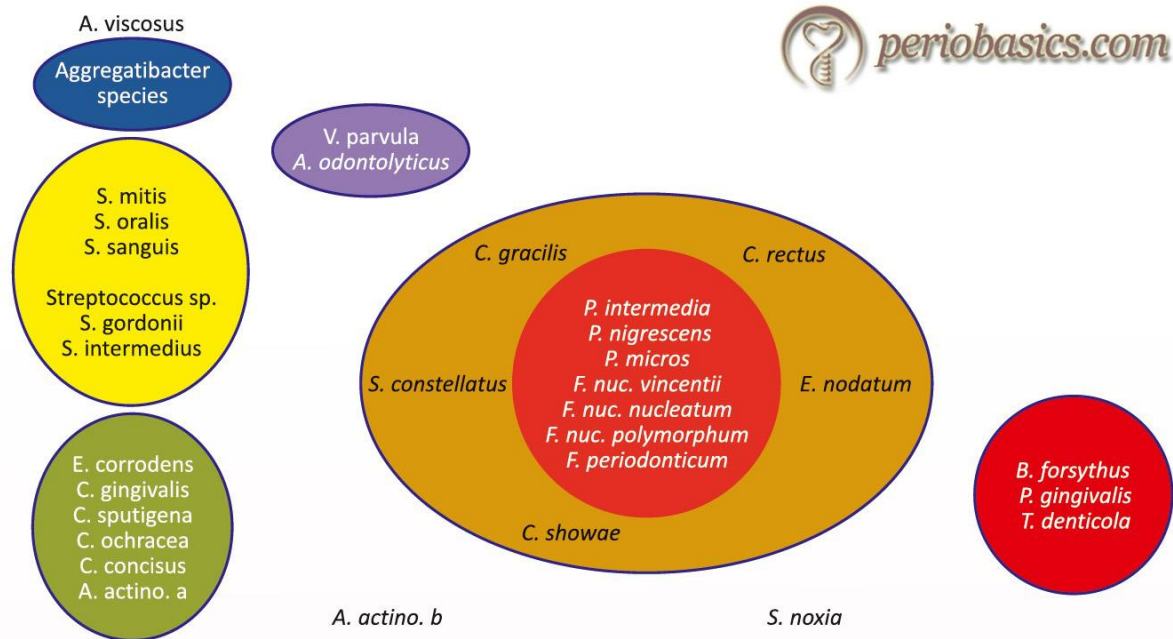 A. viscosus
periobasics.com
Aggregatibacter
species
V. parvula
A. odontolyticus
S. mitis
S. oralis
S. sanguis
Streptococcus sp.
S. gordonii
S. intermedius
C. gracilis
C. rectus
P. intermedia
P. nigrescens
P. micros
F. nuc. vincentii
F. nuc. nucleatum
F. nuc. polymorphum
F. periodonticum
S. constellatus
E. nodatum
C. showae
E. corrodens
C. gingivalis
C. sputigena
C. ochracea
C. concisus
A. actino. a
B. forsythus
P. gingivalis
T. denticola
A. actino. b
S. noxia